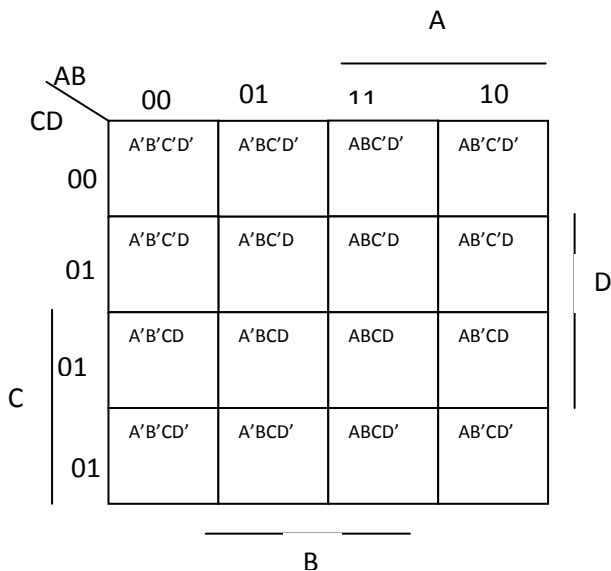 A
AB
00 01 11 10
CD
A’B’C’D’ A’BC’D’ ABC’D’ AB’C’D’
00
A’B’C’D A’BC’D ABC’D AB’C’D
01
D
A’B’CD A’BCD ABCD AB’CD
01
C
A’B’CD’ A’BCD’ ABCD’ AB’CD’
01
B